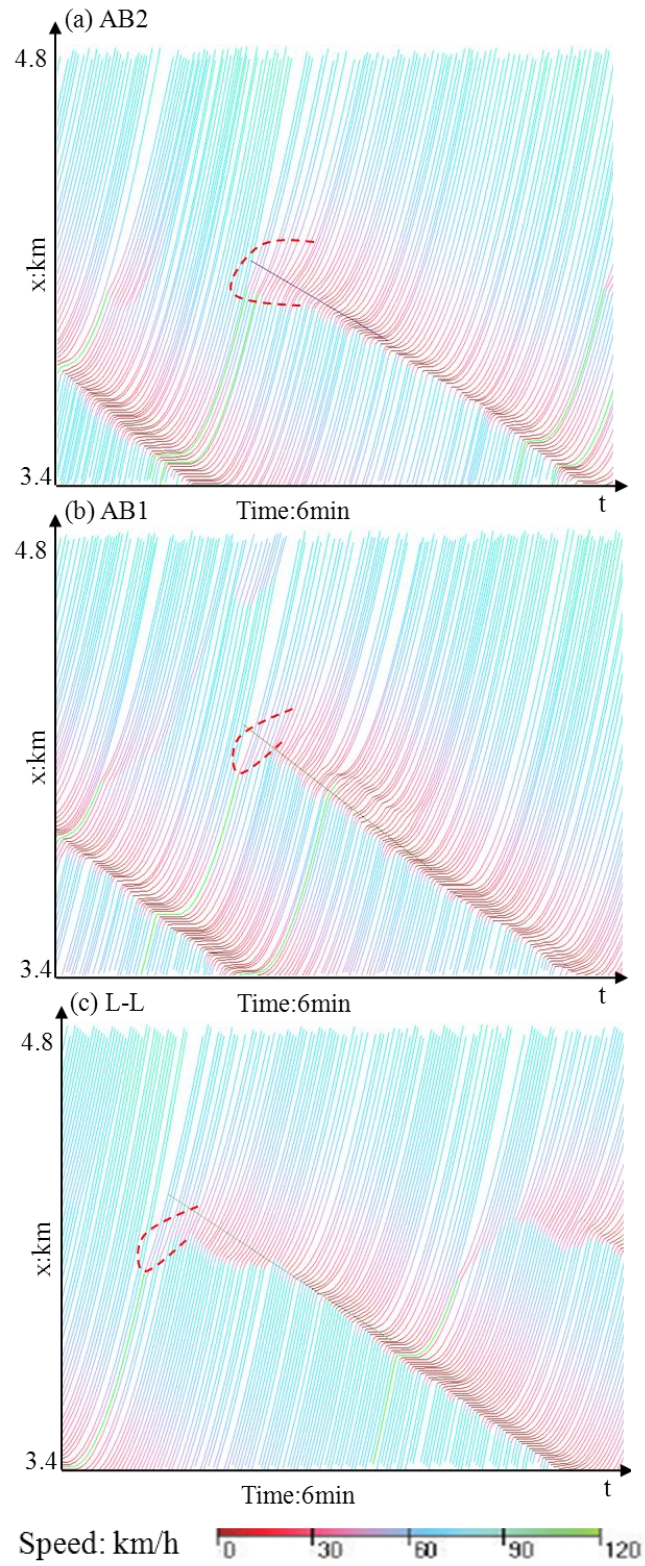 (a) AB2
4.8
x:km
3.4
t
Time:6min
(b) AB1
4.8
x:km
3.4
t
Time:6min
(c) L-L
4.8
x:km
3.4
t
Time:6min
Speed: km/h
0 30 60 90 120